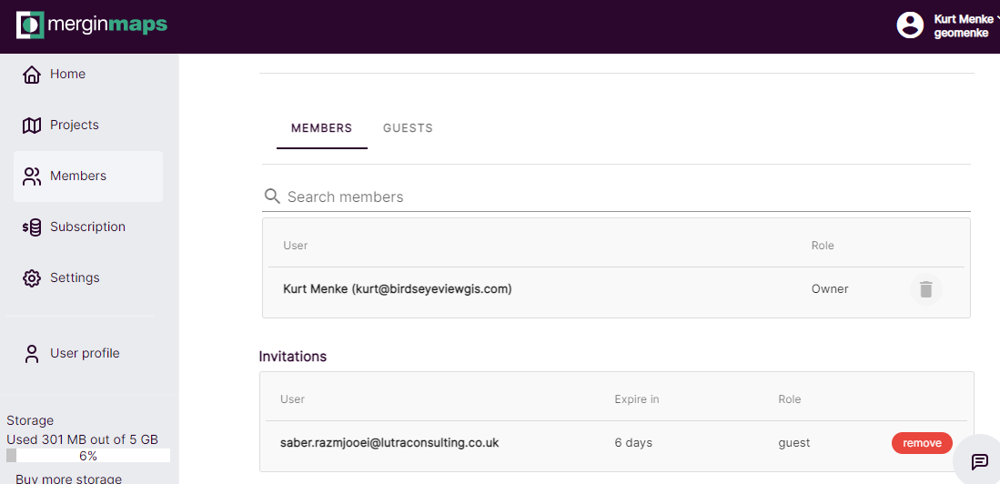 merginmaps
Kurt Menke
geomenke
Home
Projects
Members
Subscription
Settings
User profile
Storage
Used 301 MB out of 5 GB
6%
Buy more storage
MEMBERS GUESTS
Search members
User Role
Kurt Menke (kurt@birdseyeviewgis.com) Owner
Invitations
User Expire in Role
saber.razmjooei@lutraconsulting.co.uk 6 days guest remove